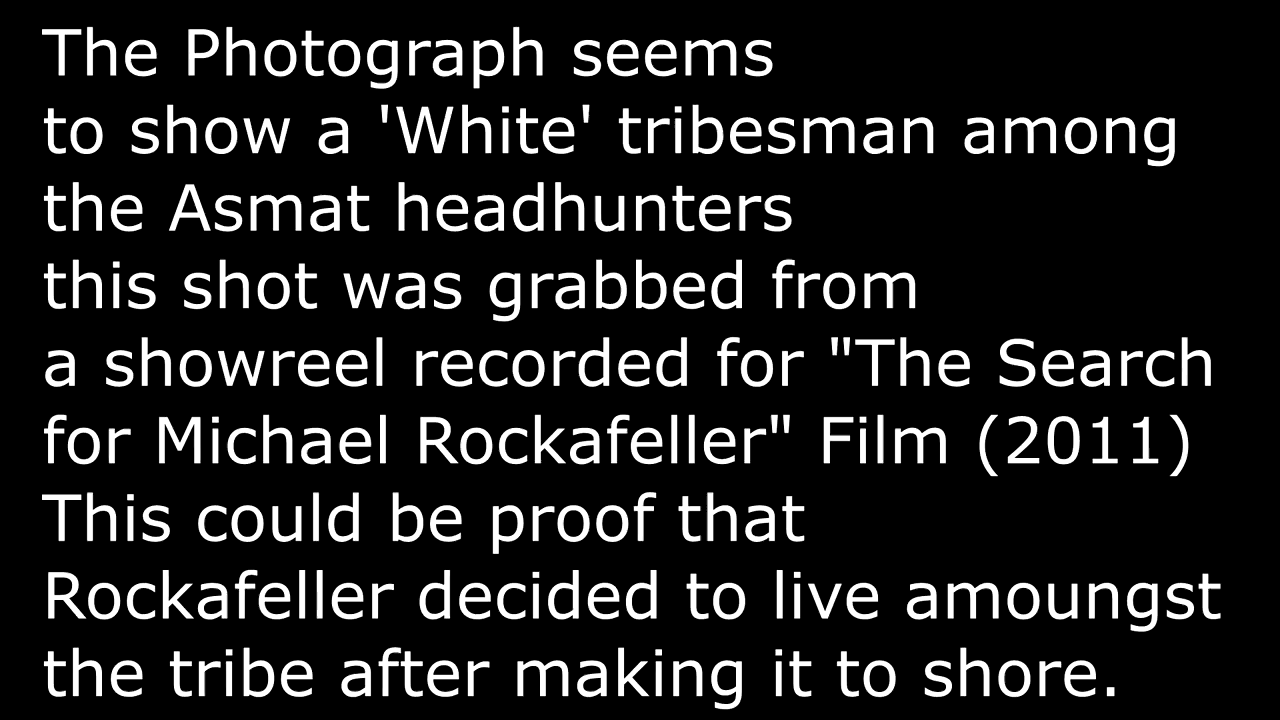 The Photograph seems
to show a 'White' tribesman among
the Asmat headhunters
this shot was grabbed from
a showreel recorded for "The Search
for Michael Rockafeller" Film (2011)
This could be proof that
Rockafeller decided to live amoungst
the tribe after making it to shore.